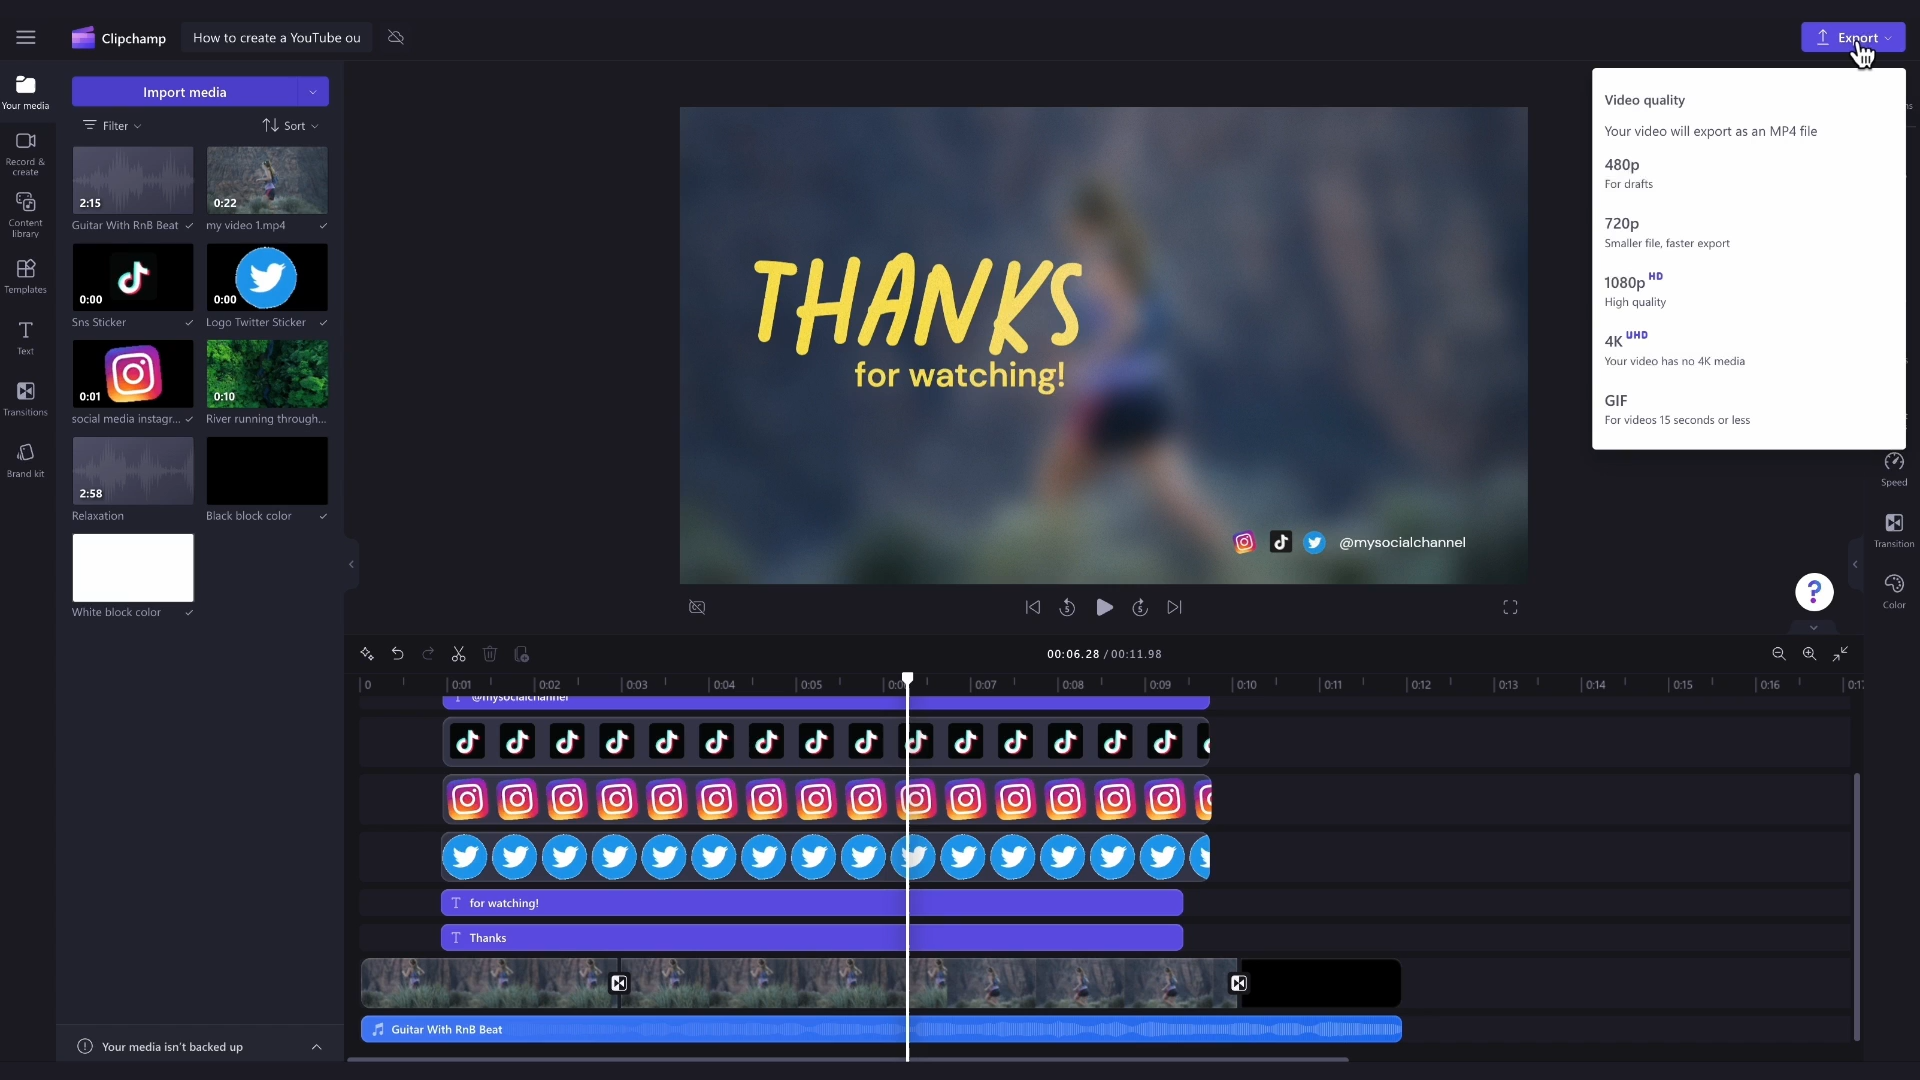 Clipchamp
How to create a YouTube ou
Export
Your media
Import media
Filter
Sort
Record &
create
Content
library
Templates
Text
Transitions
Brand kit
2:15
Guitar With RnB Beat
0:22
my video 1.mp4
0:00
Sns Sticker
0:00
Logo Twitter Sticker
0:01
social media instagr...
0:10
River running through...
2:58
Relaxation
Black block color
White block color
Your media isn't backed up
THANKS
for watching!
@mysocialchannel
Video quality
Your video will export as an MP4 file
480p
For drafts
720p
Smaller file, faster export
1080p HD
High quality
4K UHD
Your video has no 4K media
GIF
For videos 15 seconds or less
Speed
Transition
Color
?
5
5
00:06.28 / 00:11.98
0 0:01 0:02 0:03 0:04 0:05 0:07 0:08 0:09 0:10 0:11 0:12 0:13 0:14 0:15 0:16
@mysocialchannel
T for watching!
T Thanks
Guitar With RnB Beat